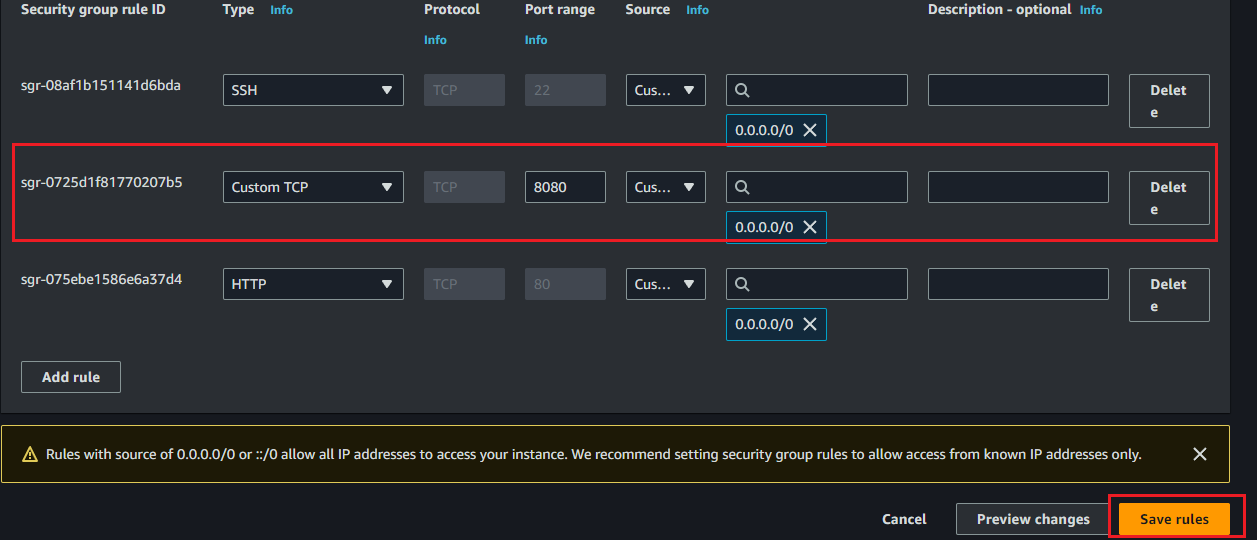 Security group rule ID Type Info Protocol Port range Source Info Description - optional Info
Info Info
sgr-08af1b151141d6bda SSH TCP 22 Cus... Delet
e
0.0.0.0/0
sgr-0725d1f81770207b5 Custom TCP TCP 8080 Cus... Delet
e
0.0.0.0/0
sgr-075ebe1586e6a37d4 HTTP TCP 80 Cus... Delet
e
0.0.0.0/0
Add rule
Rules with source of 0.0.0.0/0 or ::/0 allow all IP addresses to access your instance. We recommend setting security group rules to allow access from known IP addresses only.
Cancel Preview changes Save rules